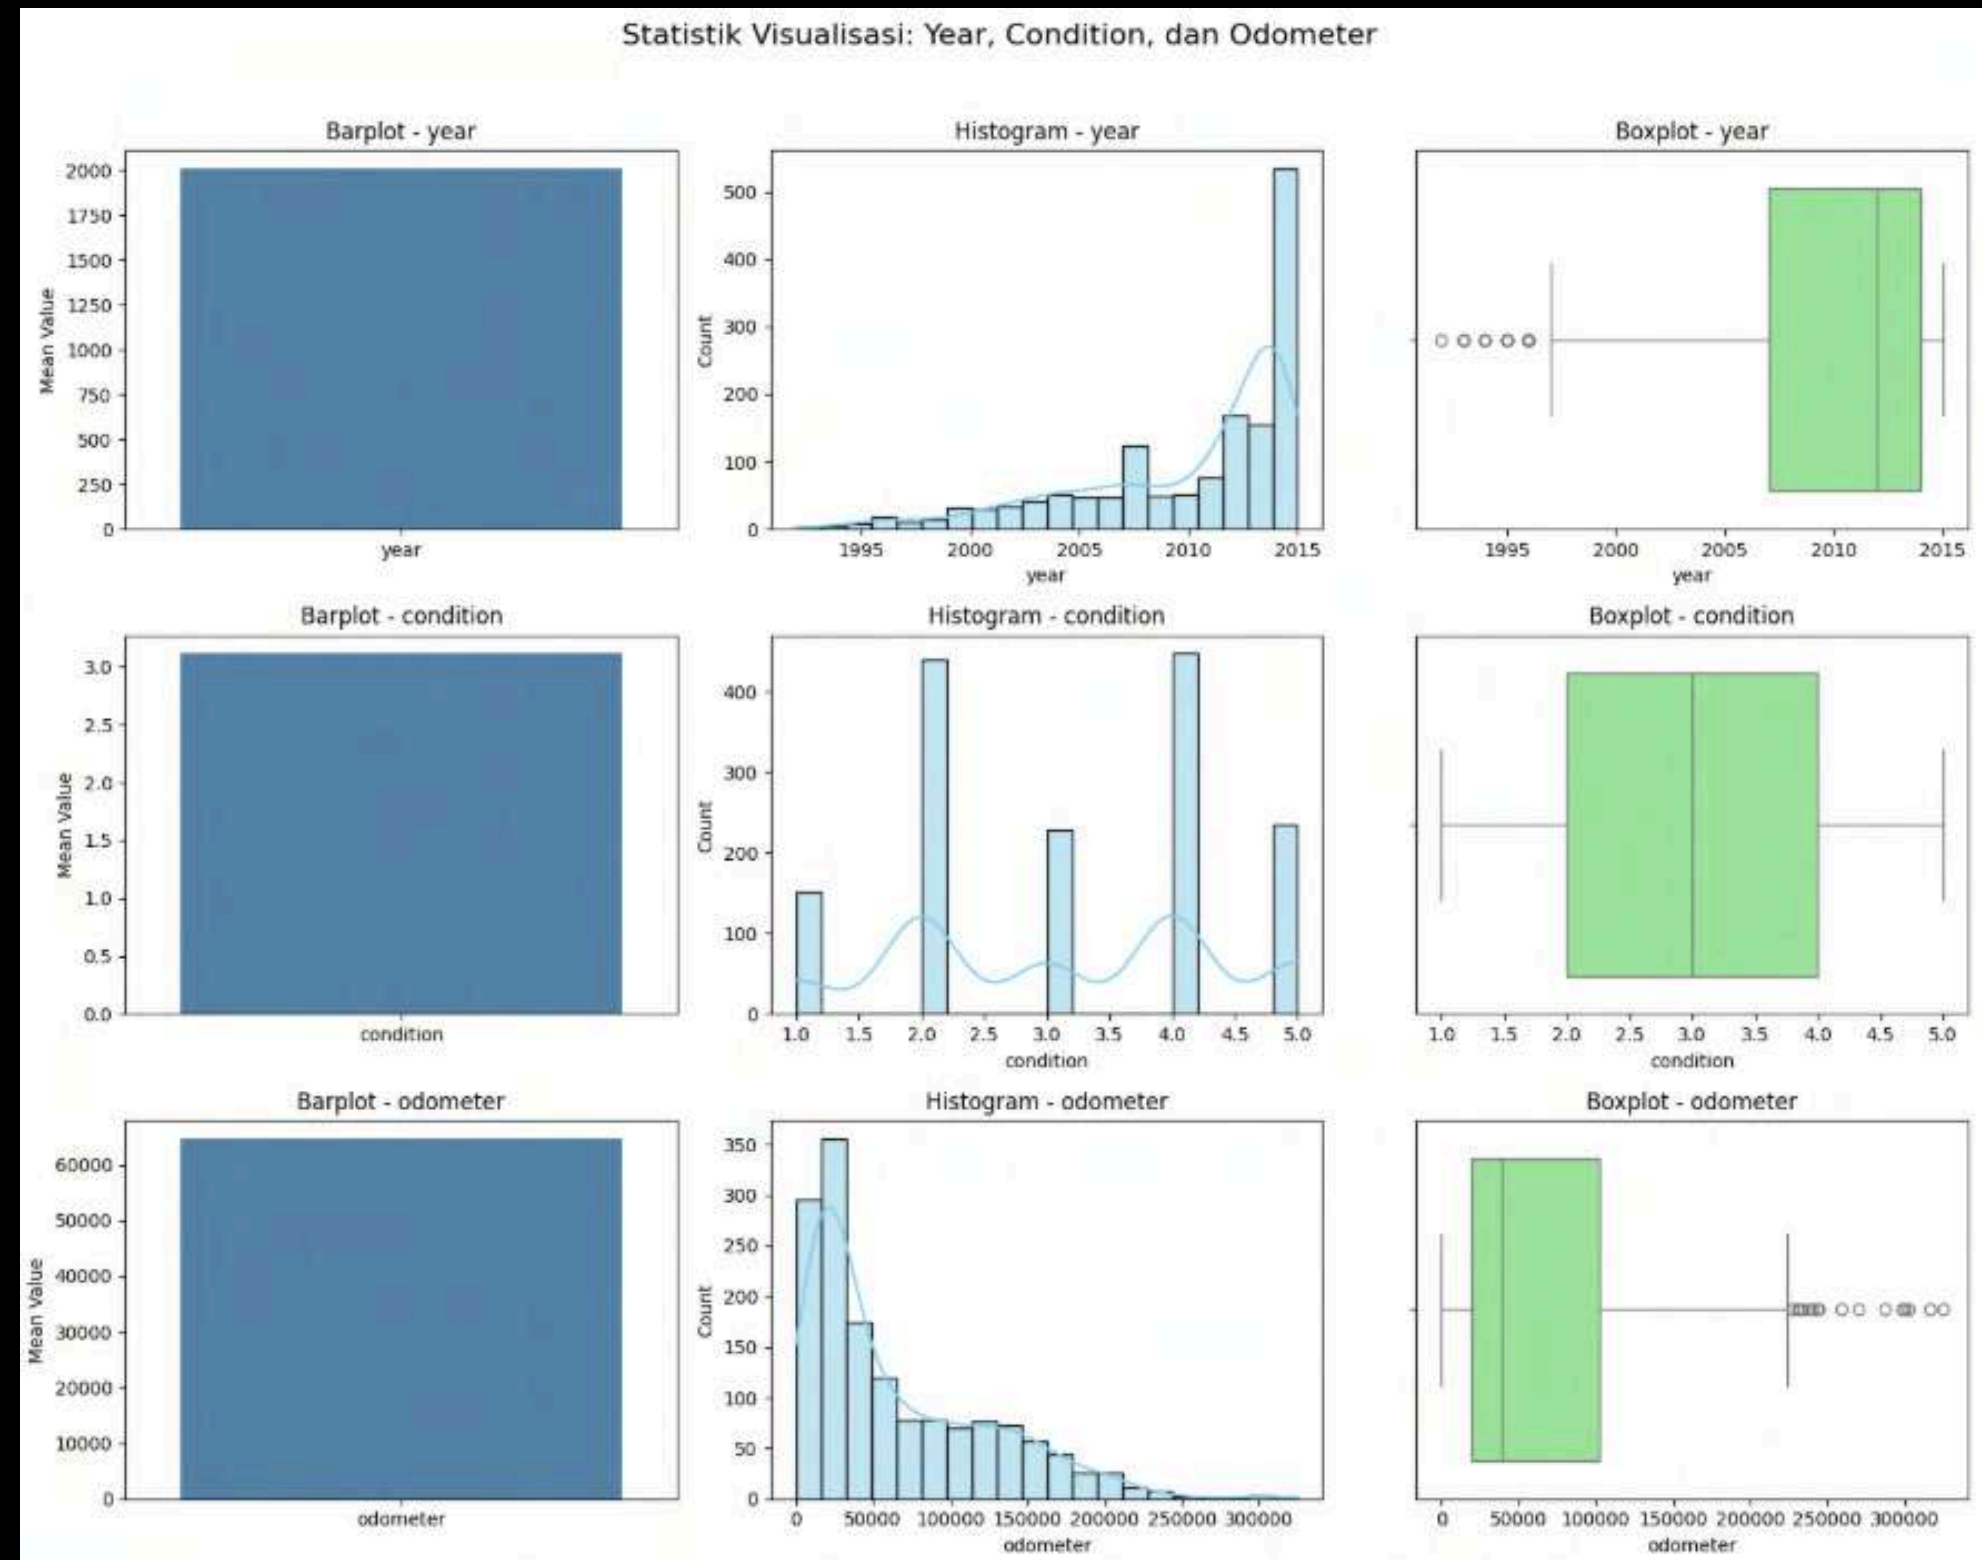 Statistik Visualisasi: Year, Condition, dan Odometer
Barplot - year
Mean Value
2000
1750
1500
1250
1000
750
500
250
0
year
Histogram - year
Count
500
400
300
200
100
0
1995 2000 2005 2010 2015
year
Boxplot - year
1995 2000 2005 2010 2015
year
Barplot - condition
Mean Value
3.0
2.5
2.0
1.5
1.0
0.5
0.0
condition
Histogram - condition
Count
400
300
200
100
0
1.0 1.5 2.0 2.5 3.0 3.5 4.0 4.5 5.0
condition
Boxplot - condition
1.0 1.5 2.0 2.5 3.0 3.5 4.0 4.5 5.0
condition
Barplot - odometer
Mean Value
60000
50000
40000
30000
20000
10000
0
odometer
Histogram - odometer
Count
350
300
250
200
150
100
50
0
0 50000 100000 150000 200000 250000 300000
odometer
Boxplot - odometer
0 50000 100000 150000 200000 250000 300000
odometer